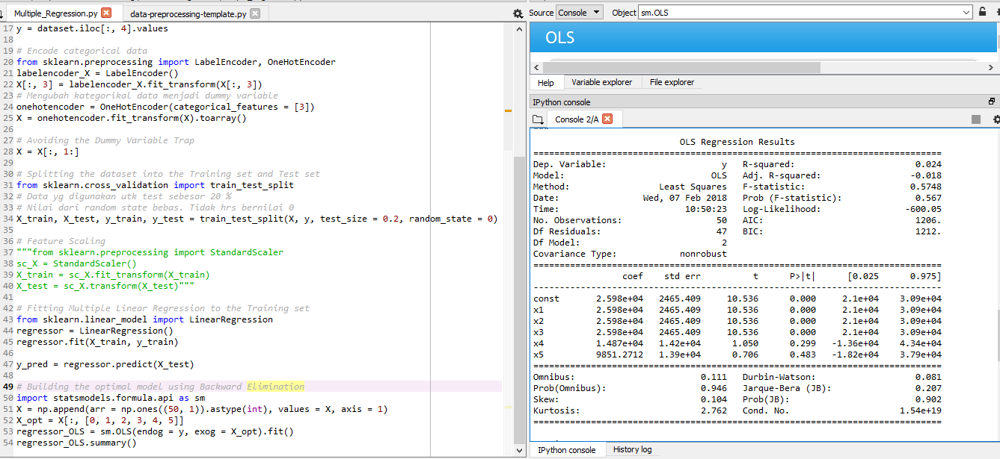 Multiple_Regression.py
data-preprocessing-template.py
17 y = dataset.iloc[:, 4].values
18
19 # Encode categorical data
20 from sklearn.preprocessing import LabelEncoder, OneHotEncoder
21 labelencoder_X = LabelEncoder()
22 X[:, 3] = labelencoder_X.fit_transform(X[:, 3])
23 # Mengubah kategorikal data menjadi dummy variable
24 onehotencoder = OneHotEncoder(categorical_features = [3])
25 X = onehotencoder.fit_transform(X).toarray()
26
27 # Avoiding the Dummy Variable Trap
28 X = X[:, 1:]
29
30 # Splitting the dataset into the Training set and Test set
31 from sklearn.cross_validation import train_test_split
32 # Data yg digunakan utk test sebesar 20 %
33 # Nilai dari random state bebas. Tidak hrs bernilai 0
34 X_train, X_test, y_train, y_test = train_test_split(X, y, test_size = 0.2, random_state = 0)
35
36 # Feature Scaling
37 """from sklearn.preprocessing import StandardScaler
38 sc_X = StandardScaler()
39 X_train = sc_X.fit_transform(X_train)
40 X_test = sc_X.transform(X_test)"""
41
42 # Fitting Multiple Linear Regression to the Training set
43 from sklearn.linear_model import LinearRegression
44 regressor = LinearRegression()
45 regressor.fit(X_train, y_train)
46
47 y_pred = regressor.predict(X_test)
48
49 # Building the optimal model using Backward Elimination
50 import statsmodels.formula.api as sm
51 X = np.append(arr = np.ones((50, 1)).astype(int), values = X, axis = 1)
52 X_opt = X[:, [0, 1, 2, 3, 4, 5]]
53 regressor_OLS = sm.OLS(endog = y, exog = X_opt).fit()
54 regressor_OLS.summary()
Source Console Object sm.OLS
OLS
Help Variable explorer File explorer
IPython console
Console 2/A
OLS Regression Results
==============================================================================
Dep. Variable: y R-squared: 0.024
Model: OLS Adj. R-squared: -0.018
Method: Least Squares F-statistic: 0.5748
Date: Wed, 07 Feb 2018 Prob (F-statistic): 0.567
Time: 10:50:23 Log-Likelihood: -600.05
No. Observations: 50 AIC: 1206.
Df Residuals: 47 BIC: 1212.
Df Model: 2
Covariance Type: nonrobust
==============================================================================
coef std err t P>|t| [0.025 0.975]
------------------------------------------------------------------------------
const 2.598e+04 2465.409 10.536 0.000 2.1e+04 3.09e+04
x1 2.598e+04 2465.409 10.536 0.000 2.1e+04 3.09e+04
x2 2.598e+04 2465.409 10.536 0.000 2.1e+04 3.09e+04
x3 2.598e+04 2465.409 10.536 0.000 2.1e+04 3.09e+04
x4 1.487e+04 1.42e+04 1.050 0.299 -1.36e+04 4.34e+04
x5 9851.2712 1.39e+04 0.706 0.483 -1.82e+04 3.79e+04
==============================================================================
Omnibus: 0.111 Durbin-Watson: 0.081
Prob(Omnibus): 0.946 Jarque-Bera (JB): 0.207
Skew: 0.104 Prob(JB): 0.902
Kurtosis: 2.762 Cond. No. 1.54e+19
==============================================================================
IPython console History log